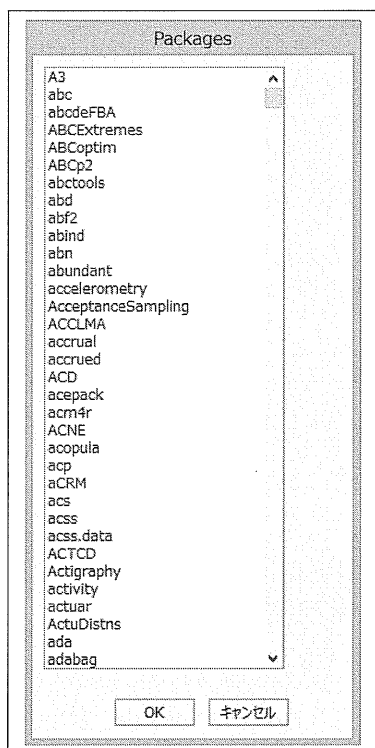 Packages
A3
abc
abcdeFBA
ABCExtremes
ABCoptim
ABCp2
abctools
abd
abf2
abind
abn
abundant
accelerometry
AcceptanceSampling
ACCLMA
accrual
accrued
ACD
acepack
acm4r
ACNE
acopula
acp
aCRM
acs
acss
acss.data
ACTCD
Actigraphy
activity
actuar
ActuDistns
ada
adabag
OK キャンセル